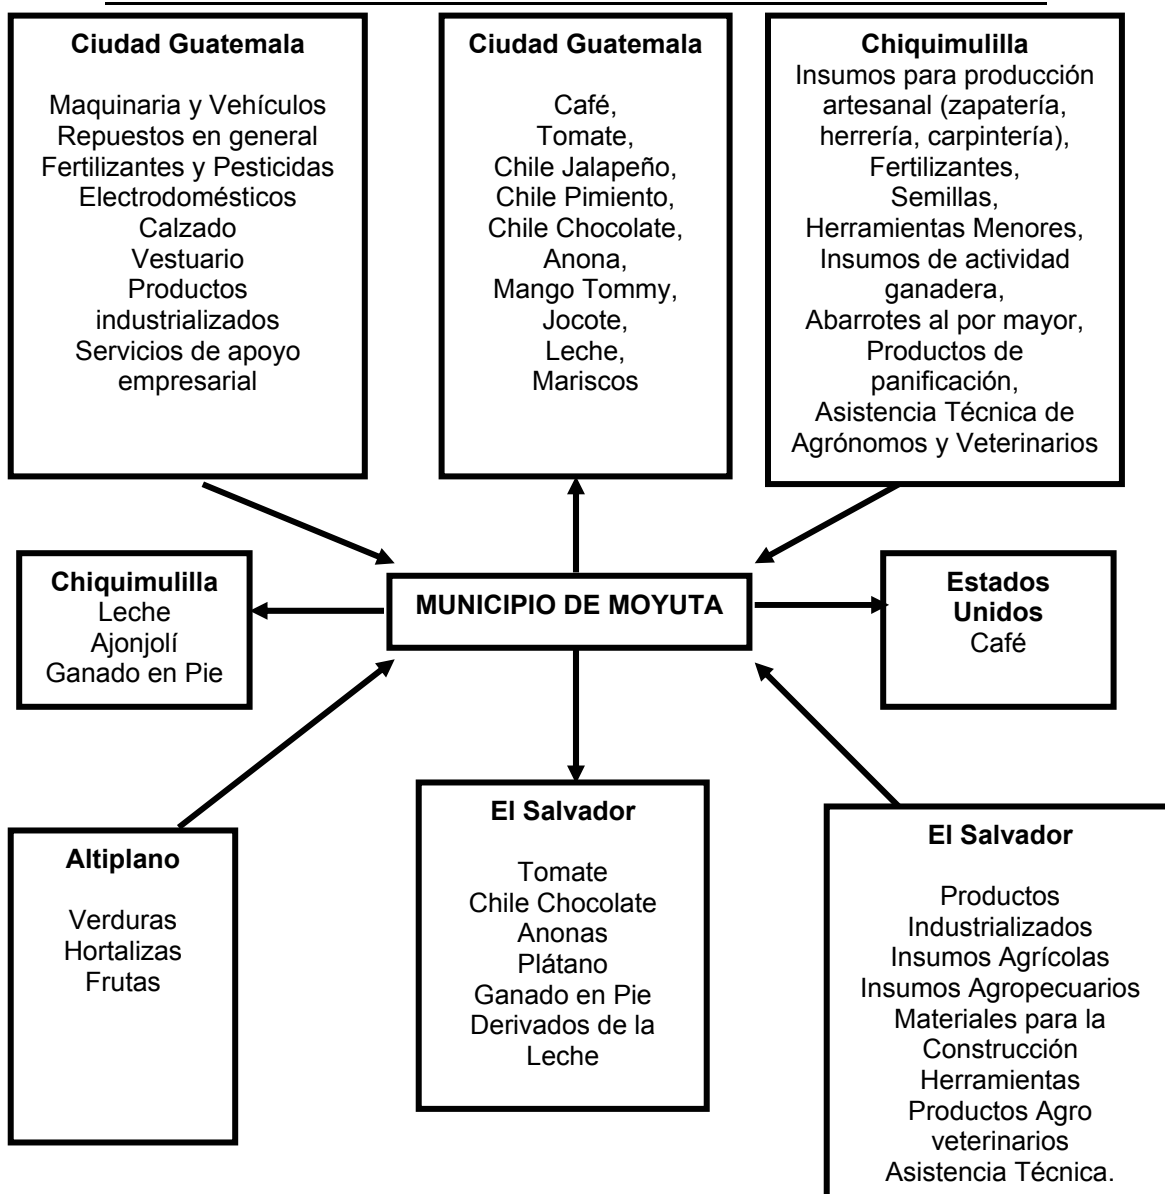 Ciudad Guatemala
Maquinaria y Vehículos
Repuestos en general
Fertilizantes y Pesticidas
Electrodomésticos
Calzado
Vestuario
Productos
industrializados
Servicios de apoyo
empresarial
Ciudad Guatemala
Café,
Tomate,
Chile Jalapeño,
Chile Pimiento,
Chile Chocolate,
Anona,
Mango Tommy,
Jocote,
Leche,
Mariscos
Chiquimulilla
Insumos para producción
artesanal (zapatería,
herrería, carpintería),
Fertilizantes,
Semillas,
Herramientas Menores,
Insumos de actividad
ganadera,
Abarrotes al por mayor,
Productos de
panificación,
Asistencia Técnica de
Agrónomos y Veterinarios
Chiquimulilla
Leche
Ajonjolí
Ganado en Pie
MUNICIPIO DE MOYUTA
Estados
Unidos
Café
Altiplano
Verduras
Hortalizas
Frutas
El Salvador
Tomate
Chile Chocolate
Anonas
Plátano
Ganado en Pie
Derivados de la
Leche
El Salvador
Productos
Industrializados
Insumos Agrícolas
Insumos Agropecuarios
Materiales para la
Construcción
Herramientas
Productos Agro
veterinarios
Asistencia Técnica.